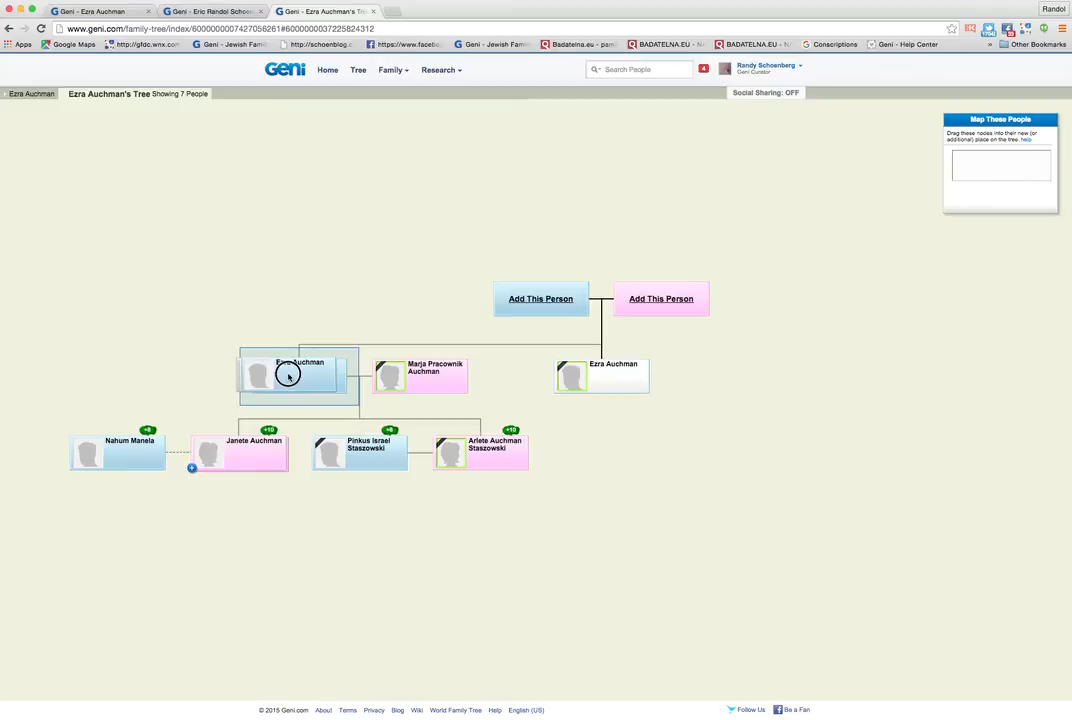 Geni - Ezra Auchman
Geni - Eric Randol Schoen
Geni - Ezra Auchman's Tr
Randol
www.geni.com/family-tree/index/6000000007427056261#6000000037225824312
Apps
Google Maps
http://gfdc.wnx.com/
Geni - Jewish Fami
http://schoenblog.c
https://www.facebo
Geni - Jewish Fami
Badatelna.eu - pam
BADATELNA.EU - N
BADATELNA.EU - N
Conscriptions
Geni - Help Center
»
Other Bookmarks
Geni
Home
Tree
Family
Research
Search People
4
Randy Schoenberg
Geni Curator
Ezra Auchman
Ezra Auchman's Tree Showing 7 People
Social Sharing: OFF
Map These People
Drag these nodes into their new (or
additional) place on the tree. help
Add This Person
Add This Person
Ezra Auchman
Marja Pracownik
Auchman
Ezra Auchman
+8
Nahum Manela
+10
Janete Auchman
+8
Pinkus Israel
Staszowski
+10
Arlete Auchman
Staszowski
© 2015 Geni.com
About
Terms
Privacy
Blog
Wiki
World Family Tree
Help
English (US)
Follow Us
Be a Fan